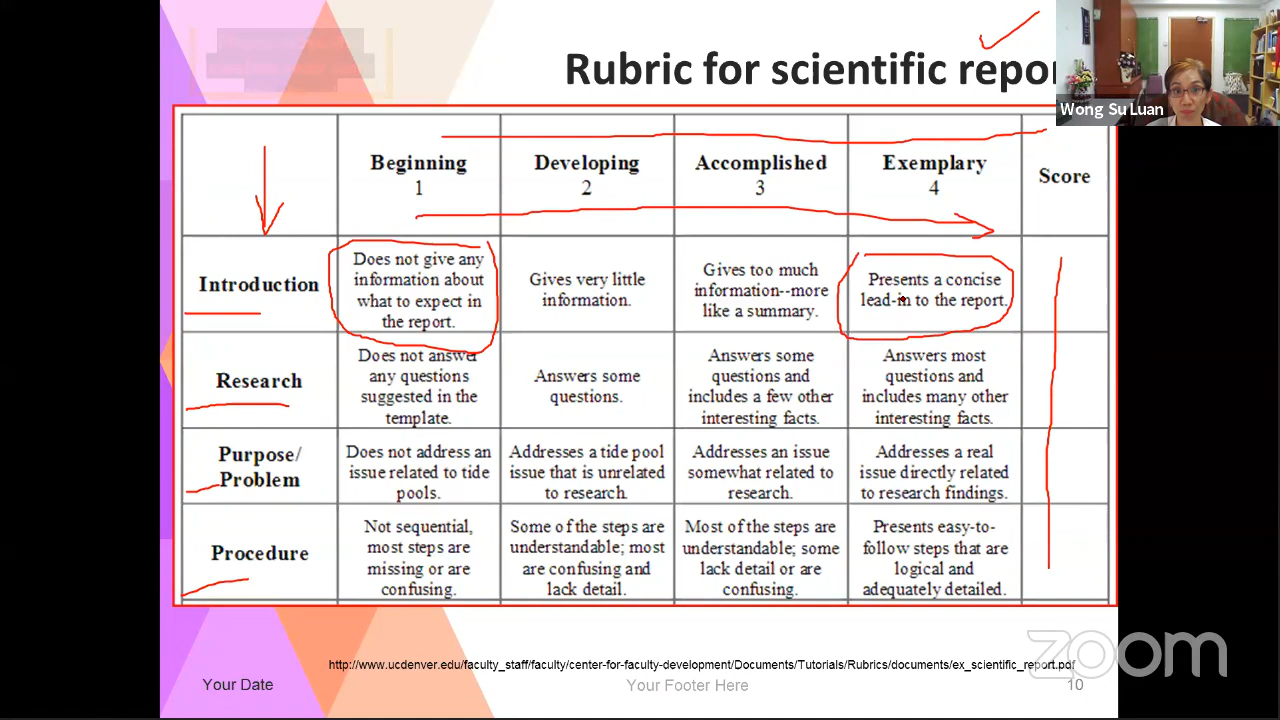 Rubric for scientific repor
Wong Su Luan
Beginning
1
Developing
2
Accomplished
3
Exemplary
4
Score
Introduction
Does not give any
information about
what to expect in
the report.
Gives very little
information.
Gives too much
information--more
like a summary.
Presents a concise
lead-in to the report.
Research
Does not answer
any questions
suggested in the
template.
Answers some
questions.
Answers some
questions and
includes a few other
interesting facts.
Answers most
questions and
includes many other
interesting facts.
Purpose/
Problem
Does not address an
issue related to tide
pools.
Addresses a tide pool
issue that is unrelated
to research.
Addresses an issue
somewhat related to
research.
Addresses a real
issue directly related
to research findings.
Procedure
Not sequential,
most steps are
missing or are
confusing.
Some of the steps are
understandable; most
are confusing and
lack detail.
Most of the steps are
understandable; some
lack detail or are
confusing.
Presents easy-to-
follow steps that are
logical and
adequately detailed.
http://www.ucdenver.edu/faculty_staff/faculty/center-for-faculty-development/Documents/Tutorials/Rubrics/documents/ex_scientific_report.pdf
Your Date
Your Footer Here
10
zoom